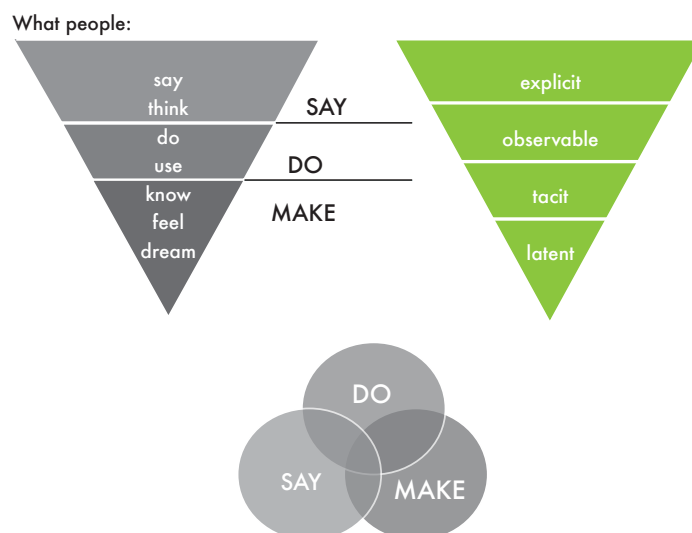 What people:
say
think
do
use
know
feel
dream
SAY
DO
MAKE
explicit
observable
tacit
latent
DO
SAY
MAKE